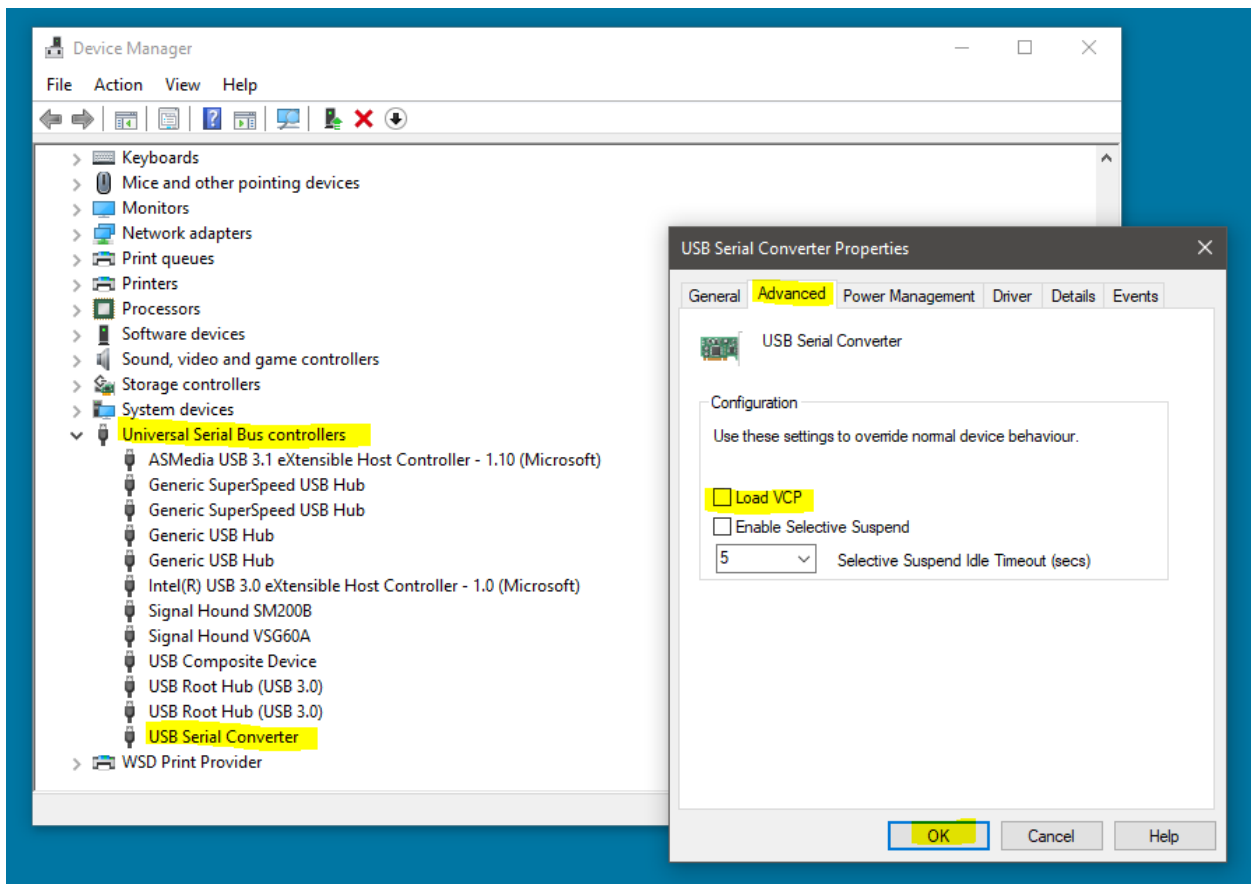 Device Manager
File Action View Help
Keyboards
Mice and other pointing devices
Monitors
Network adapters
Print queues
Printers
Processors
Software devices
Sound, video and game controllers
Storage controllers
System devices
Universal Serial Bus controllers
ASMedia USB 3.1 eXtensible Host Controller - 1.10 (Microsoft)
Generic SuperSpeed USB Hub
Generic SuperSpeed USB Hub
Generic USB Hub
Generic USB Hub
Intel(R) USB 3.0 eXtensible Host Controller - 1.0 (Microsoft)
Signal Hound SM200B
Signal Hound VSG60A
USB Composite Device
USB Root Hub (USB 3.0)
USB Root Hub (USB 3.0)
USB Serial Converter
WSD Print Provider
USB Serial Converter Properties
General Advanced Power Management Driver Details Events
USB Serial Converter
Configuration
Use these settings to override normal device behaviour.
Load VCP
Enable Selective Suspend
5 Selective Suspend Idle Timeout (secs)
OK Cancel Help